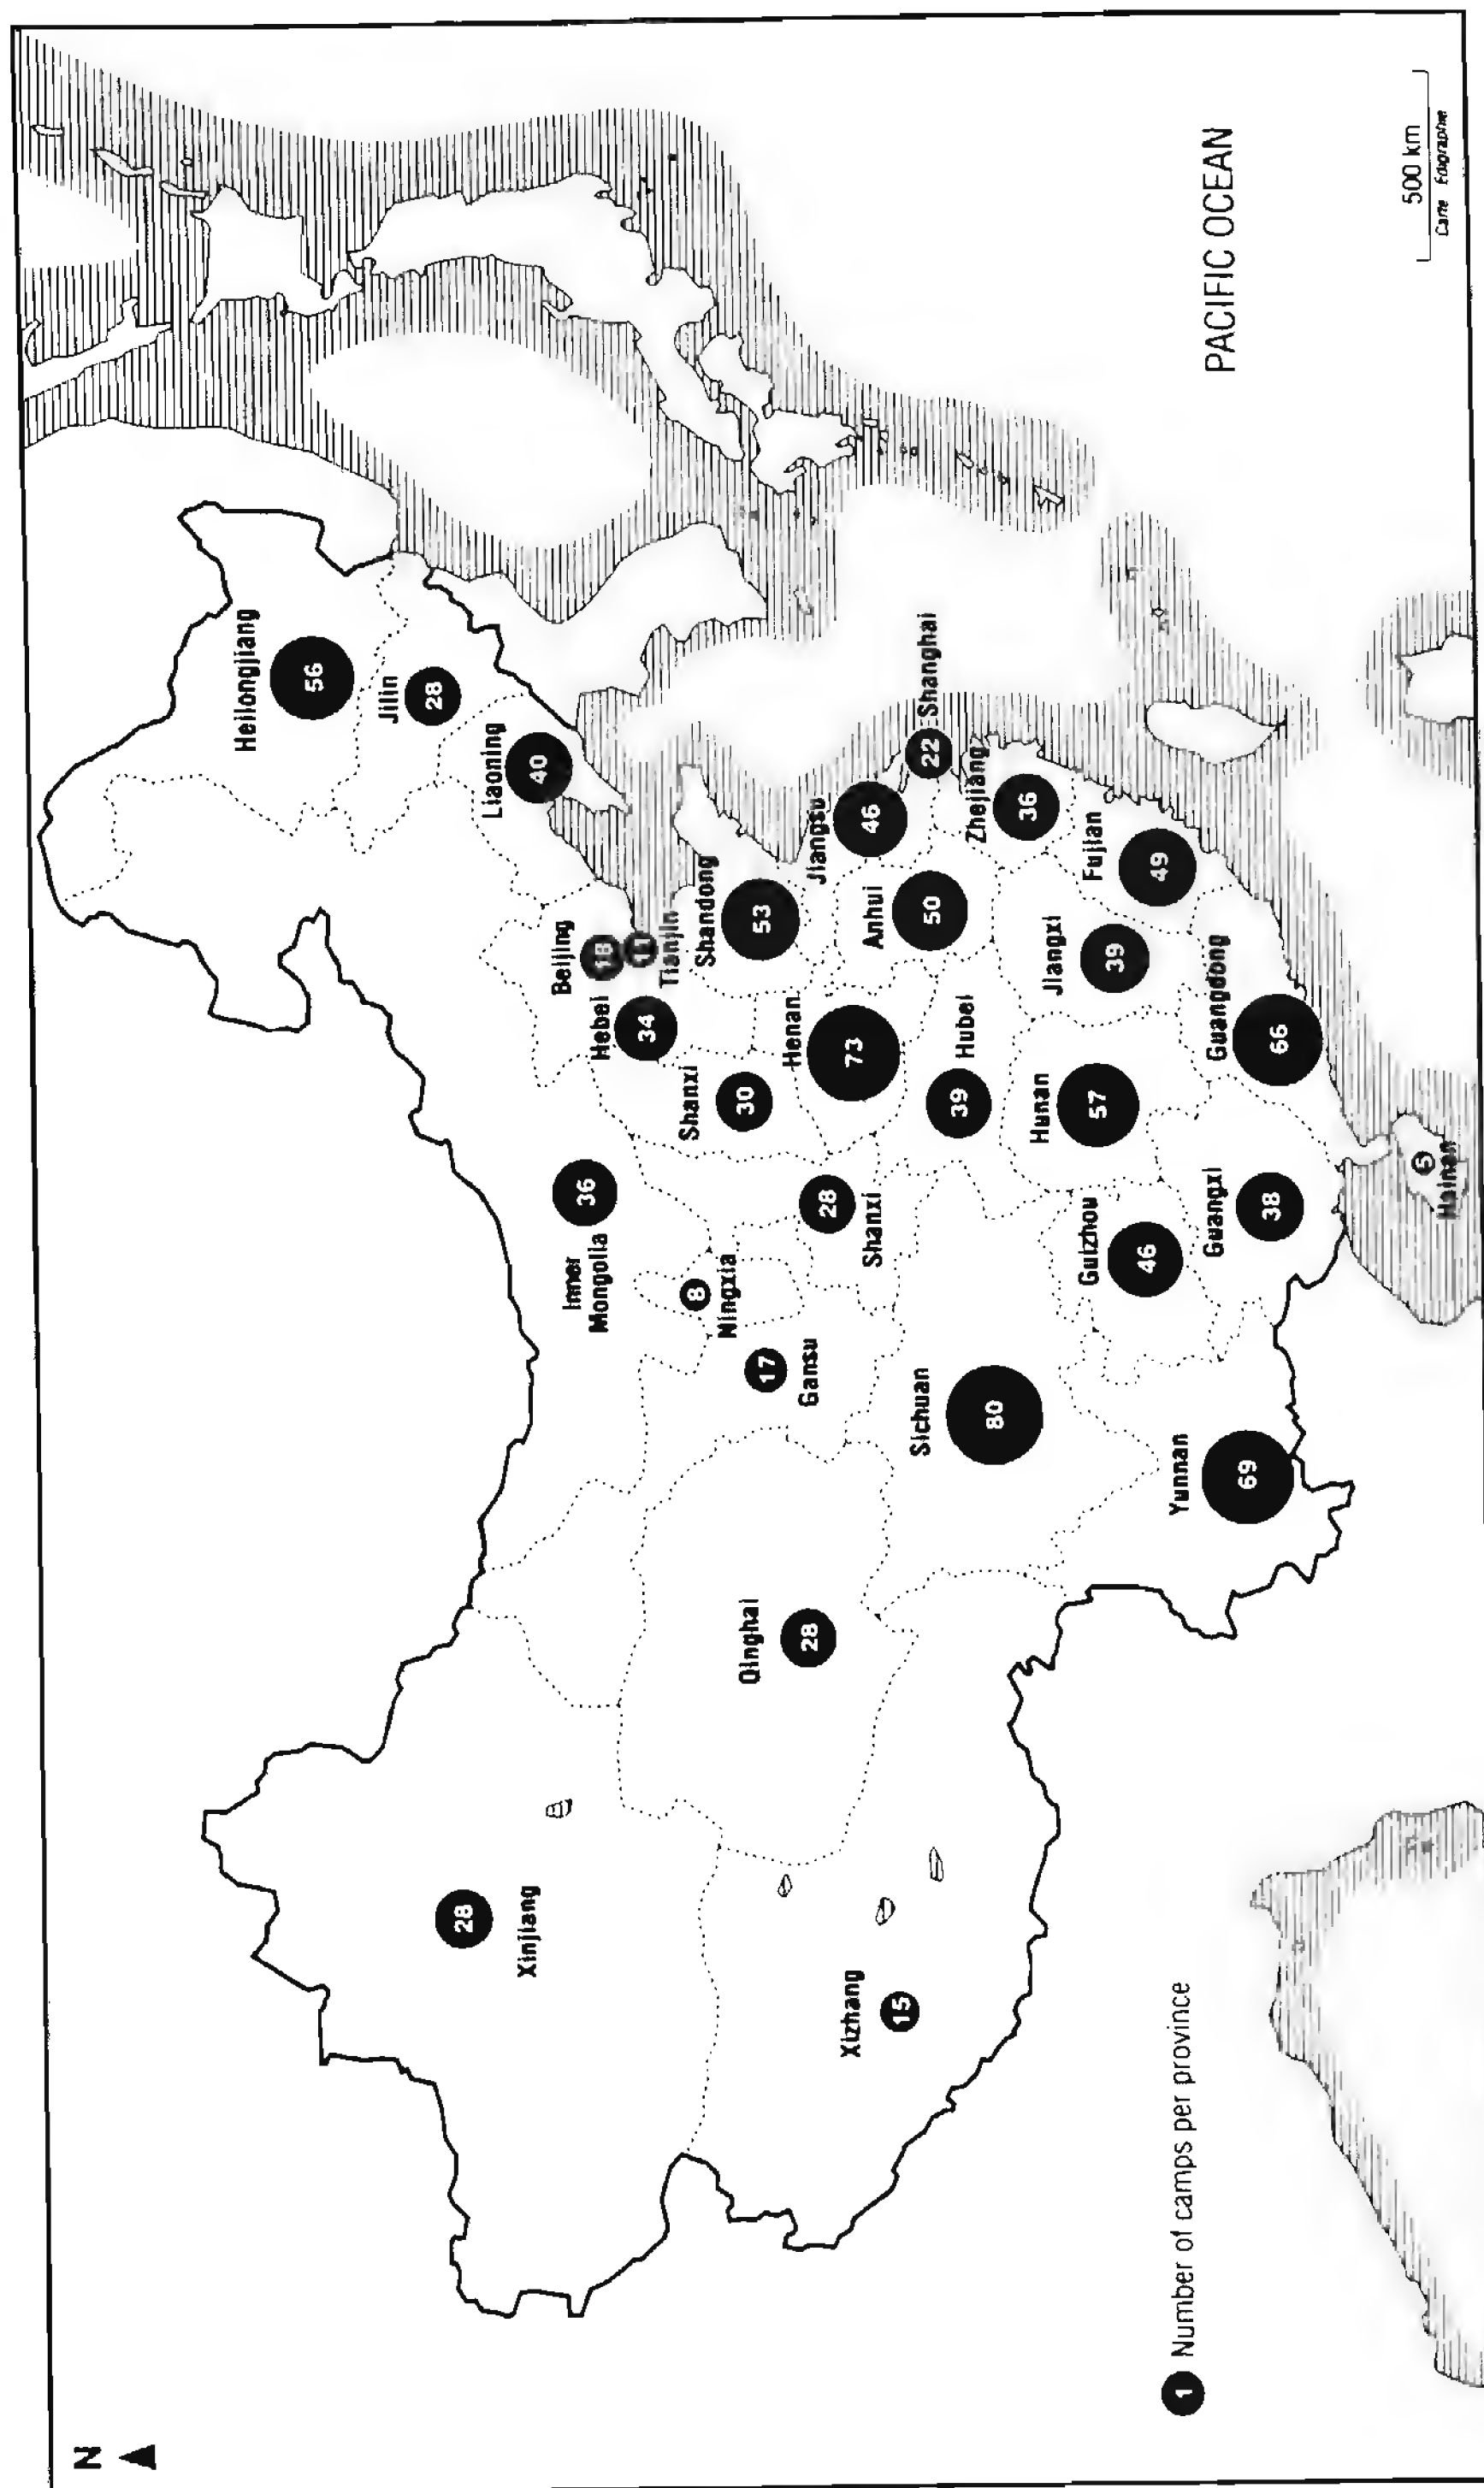 N
Heilongjiang
56
Jilin
28
Liaoning
40
Inner
Mongolia
36
Beijing
18
11
Tianjin
Hebei
34
Shanxi
30
Shandong
53
Ningxia
8
Gansu
17
28
Shanxi
Henan
73
Jiangsu
46
Anhui
50
22
Shanghai
Zhejiang
36
Hubei
39
Xinjiang
28
Qinghai
28
Xizhang
15
Sichuan
80
Hunan
57
Jiangxi
39
Fujian
49
Guizhou
46
Yunnan
69
Guangxi
38
Guangdong
66
5
Hainan
PACIFIC OCEAN
1 Number of camps per province
500 km
Carte Édigraphie